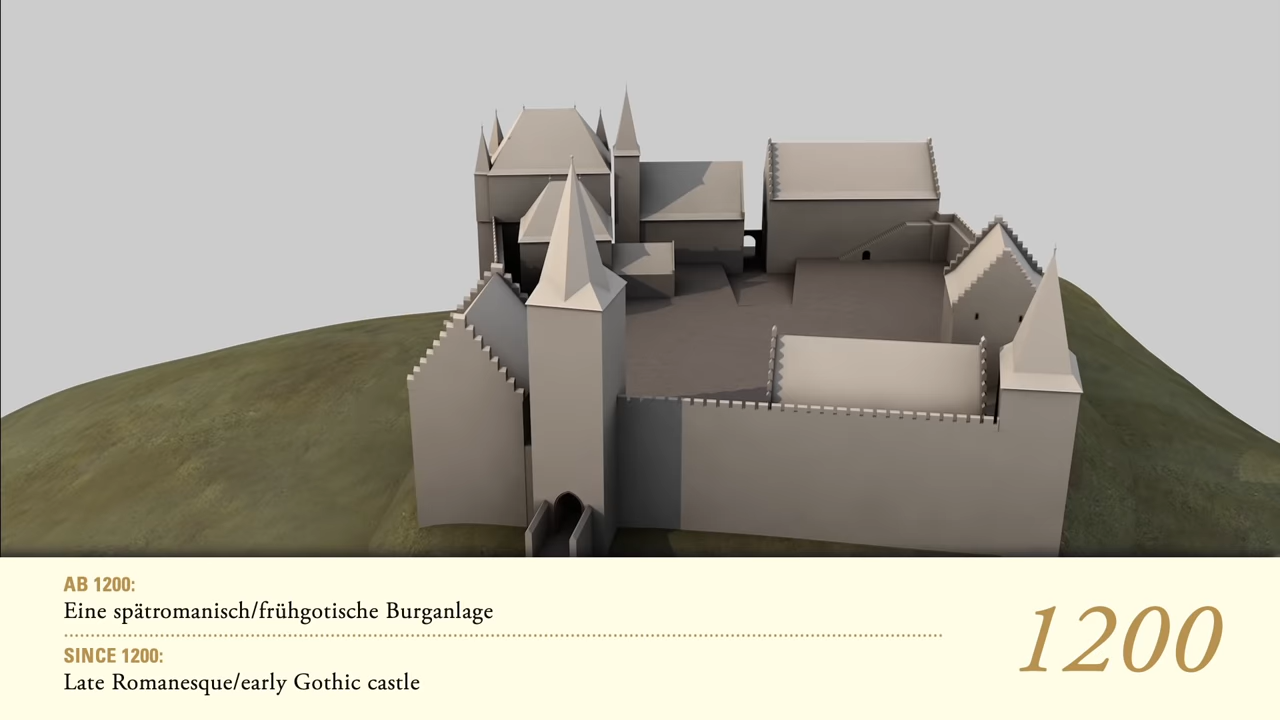 AB 1200:
Eine spätromanisch/frühgotische Burganlage
SINCE 1200:
Late Romanesque/early Gothic castle
1200